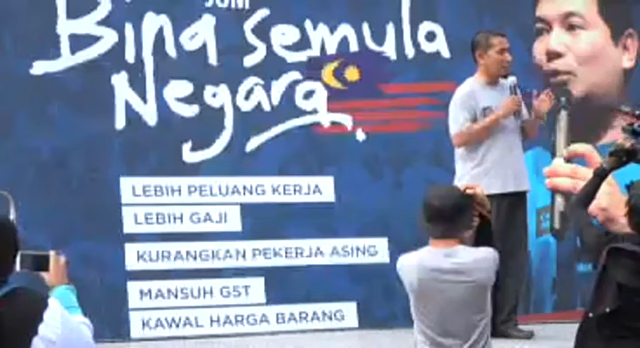 Bina semula
Negara
LEBIH PELUANG KERJA
LEBIH GAJI
KURANGKAN PEKERJA ASING
MANSUH GST
KAWAL HARGA BARANG